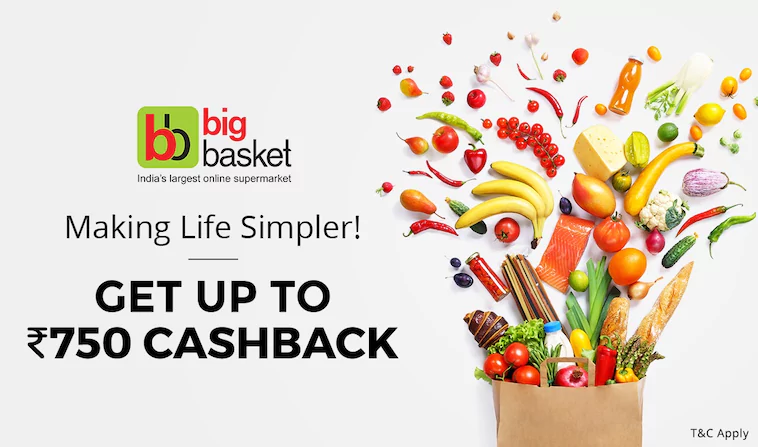 bb big
basket
India's largest online supermarket
Making Life Simpler!
GET UP TO
₹750 CASHBACK
T&C Apply